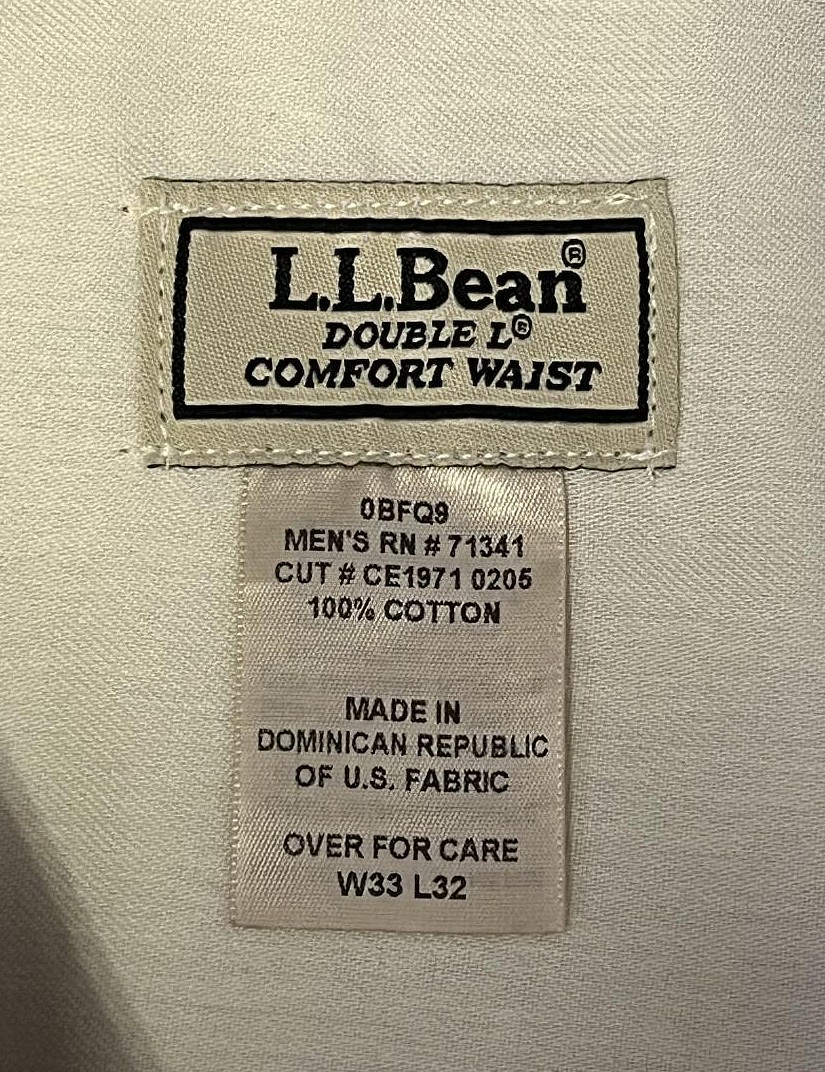 L.L.Bean®
DOUBLE L®
COMFORT WAIST
0BFQ9
MEN'S RN # 71341
CUT # CE1971 0205
100% COTTON
MADE IN
DOMINICAN REPUBLIC
OF U.S. FABRIC
OVER FOR CARE
W33 L32